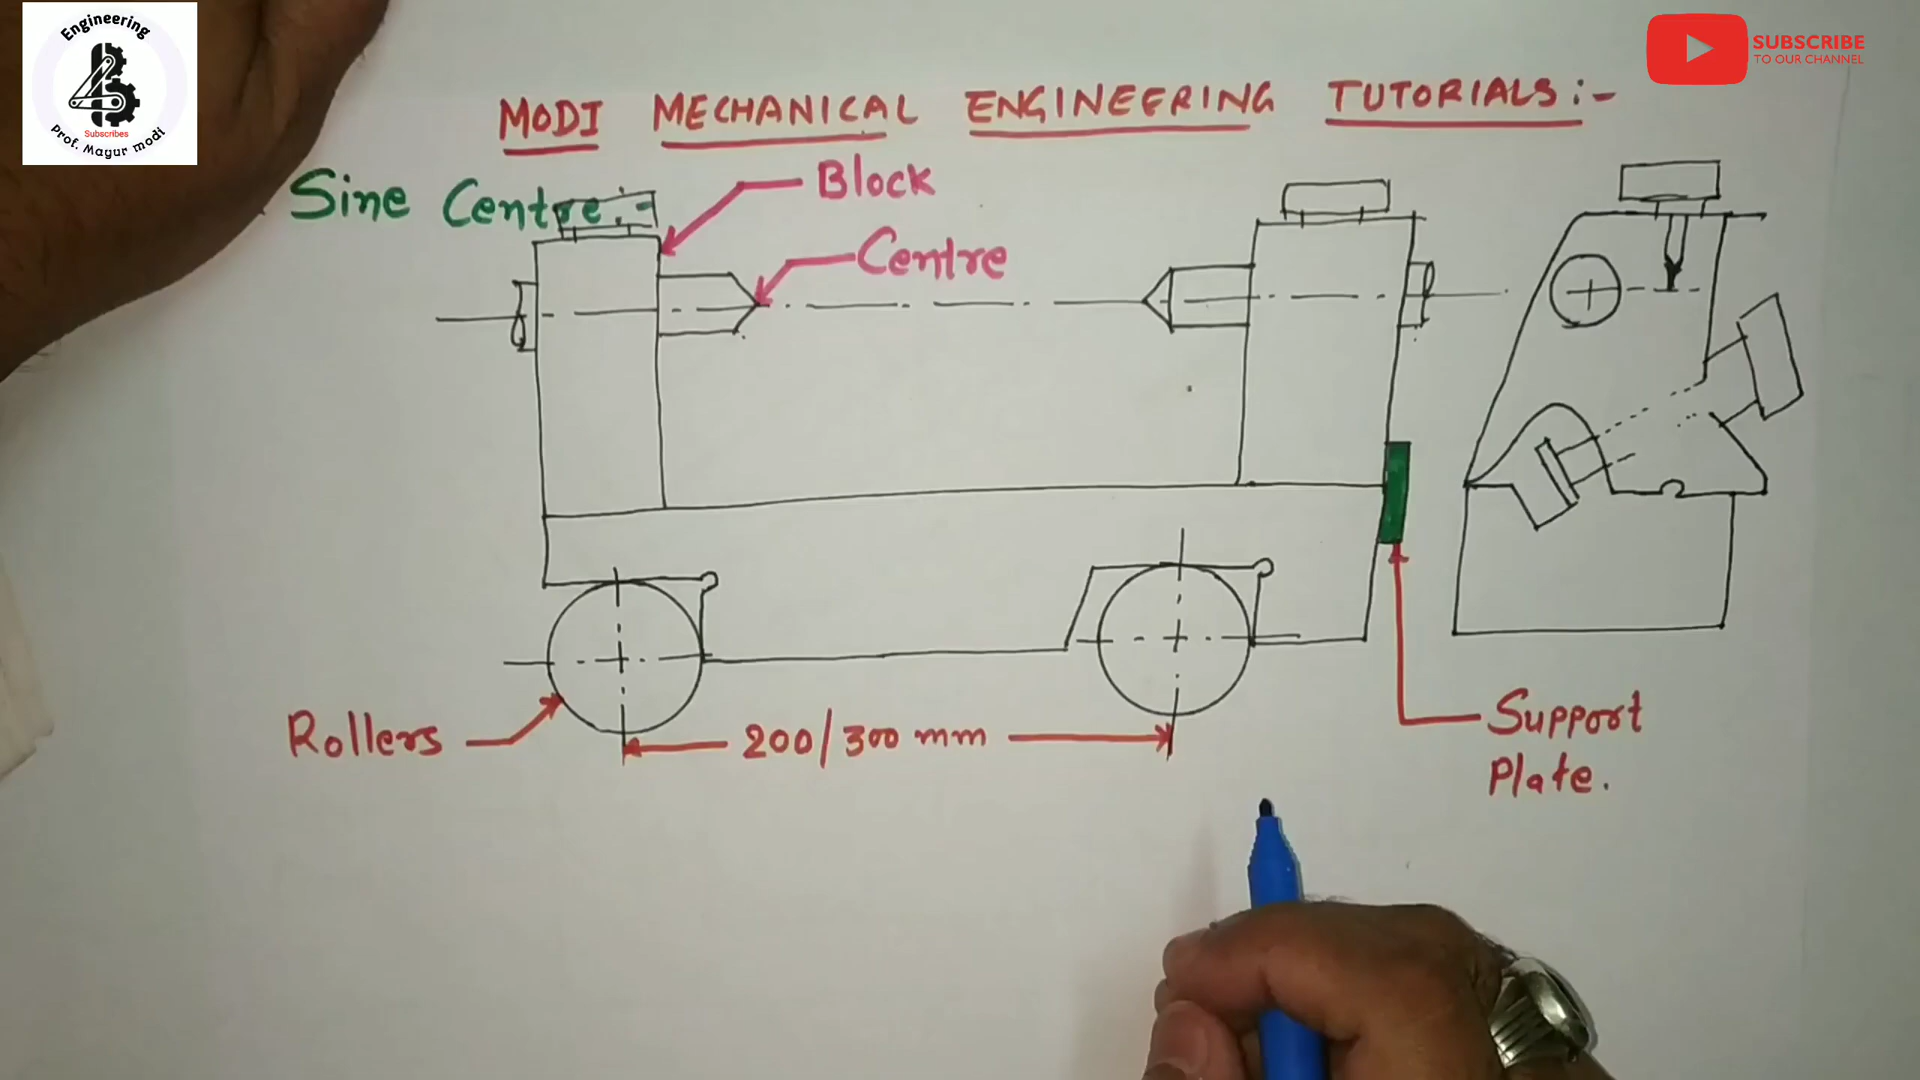 Engineering
Subscribes
Prof. Mayur modi
SUBSCRIBE
TO OUR CHANNEL
MODI MECHANICAL ENGINEERING TUTORIALS:-
Sine Centre:-
Block
Centre
Rollers
200/300 mm
Support
Plate.